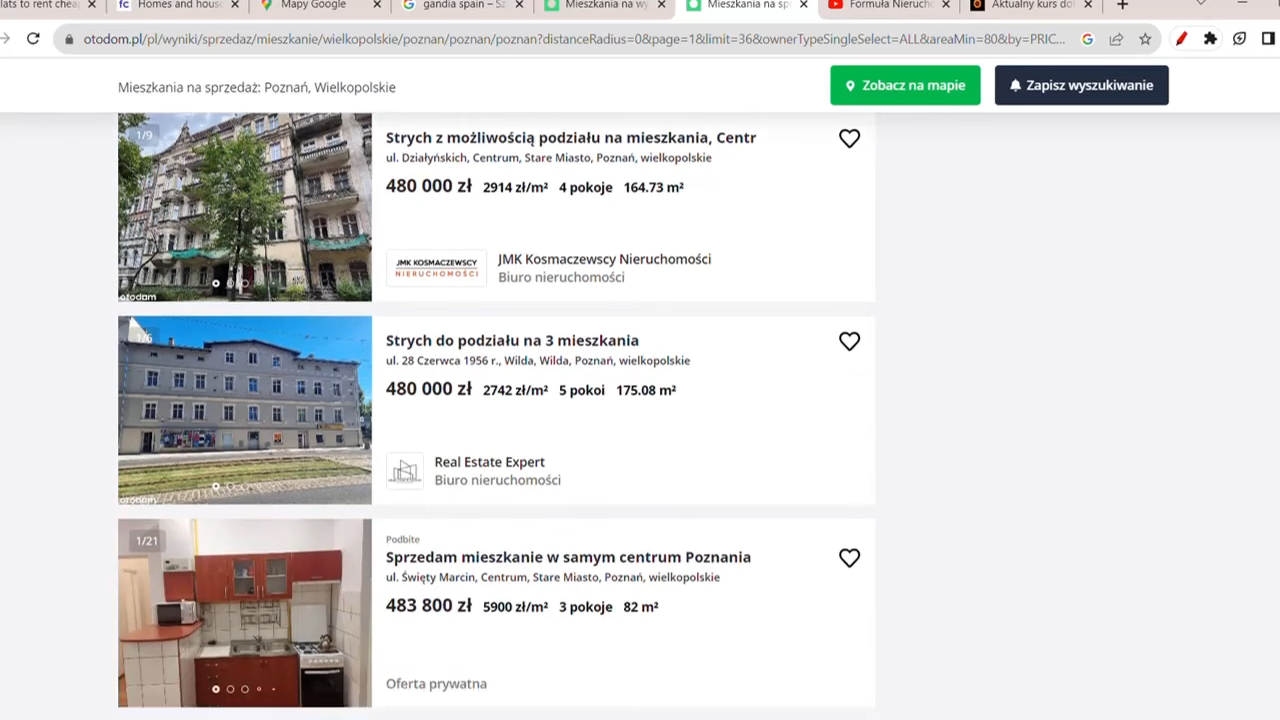 lats to rent chea
Homes and hous
Mapy Google
gandia spain – Sz
Mieszkania na wy
Mieszkania na sp
Formuła Nieruch
Aktualny kurs do
otodom.pl/pl/wyniki/sprzedaz/mieszkanie/wielkopolskie/poznan/poznan/poznan?distanceRadius=0&page=1&limit=36&ownerTypeSingleSelect=ALL&areaMin=80&by=PRIC...
Mieszkania na sprzedaż: Poznań, Wielkopolskie
Zobacz na mapie
Zapisz wyszukiwanie
1/9
otodom
Strych z możliwością podziału na mieszkania, Centr
ul. Działyńskich, Centrum, Stare Miasto, Poznań, wielkopolskie
480 000 zł 2914 zł/m² 4 pokoje 164.73 m²
JMK KOSMACZEWSCY
NIERUCHOMOŚCI
JMK Kosmaczewscy Nieruchomości
Biuro nieruchomości
1/6
otodom
Strych do podziału na 3 mieszkania
ul. 28 Czerwca 1956 r., Wilda, Wilda, Poznań, wielkopolskie
480 000 zł 2742 zł/m² 5 pokoi 175.08 m²
Real Estate Expert
Biuro nieruchomości
1/21
Podbite
Sprzedam mieszkanie w samym centrum Poznania
ul. Święty Marcin, Centrum, Stare Miasto, Poznań, wielkopolskie
483 800 zł 5900 zł/m² 3 pokoje 82 m²
Oferta prywatna